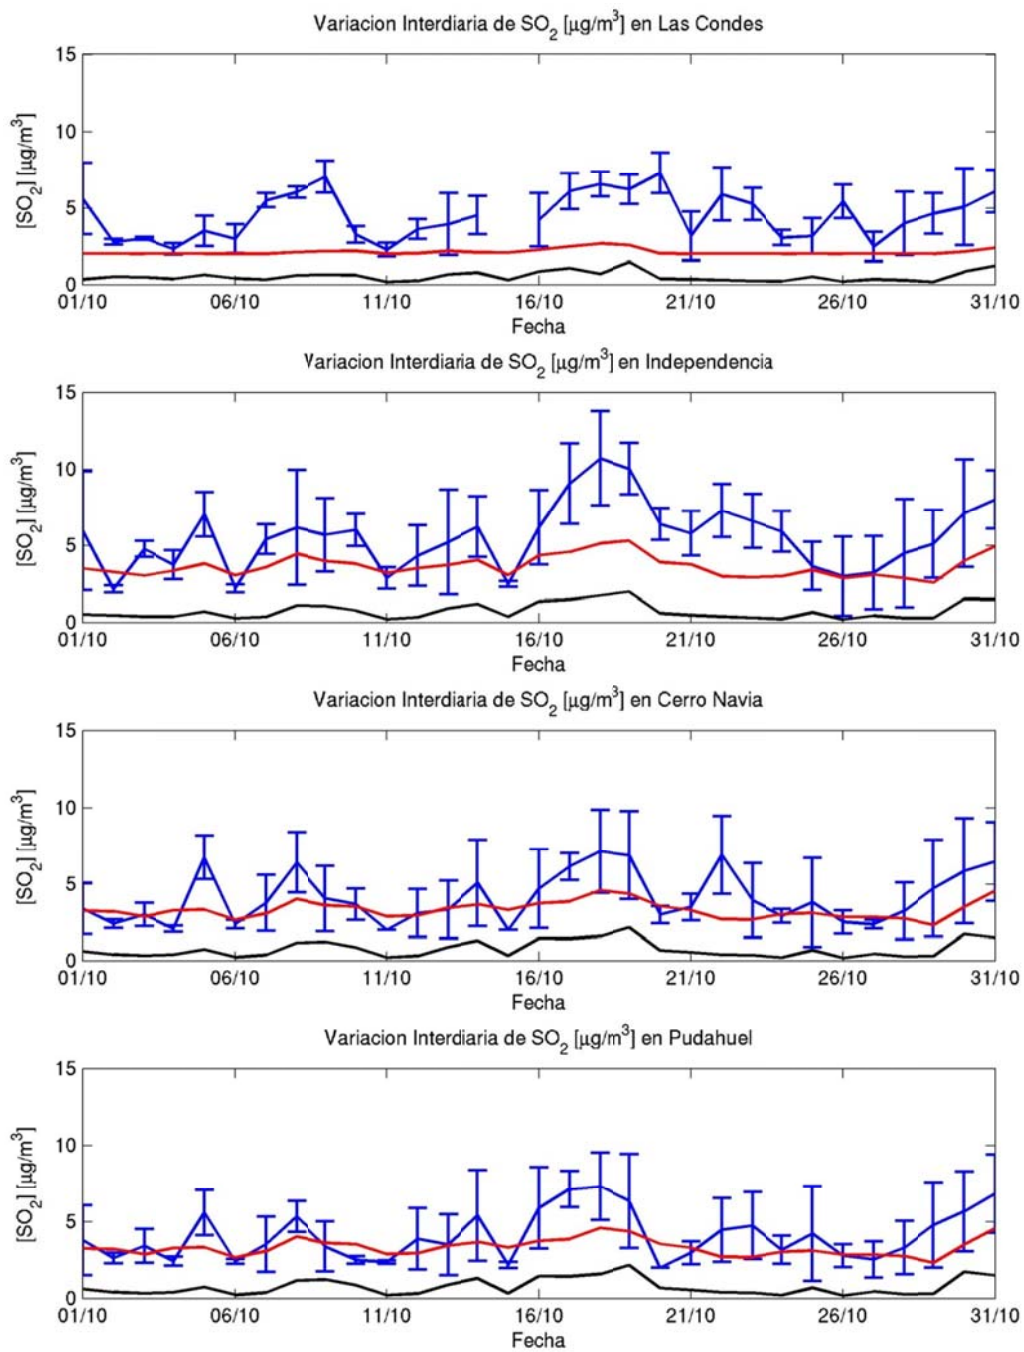 Variacion Interdiaria de SO2 [μg/m3] en Las Condes
15
10
5
0
[SO2] [μg/m3]
01/10 06/10 11/10 16/10 21/10 26/10 31/10
Fecha
Variacion Interdiaria de SO2 [μg/m3] en Independencia
15
10
5
0
[SO2] [μg/m3]
01/10 06/10 11/10 16/10 21/10 26/10 31/10
Fecha
Variacion Interdiaria de SO2 [μg/m3] en Cerro Navia
15
10
5
0
[SO2] [μg/m3]
01/10 06/10 11/10 16/10 21/10 26/10 31/10
Fecha
Variacion Interdiaria de SO2 [μg/m3] en Pudahuel
15
10
5
0
[SO2] [μg/m3]
01/10 06/10 11/10 16/10 21/10 26/10 31/10
Fecha